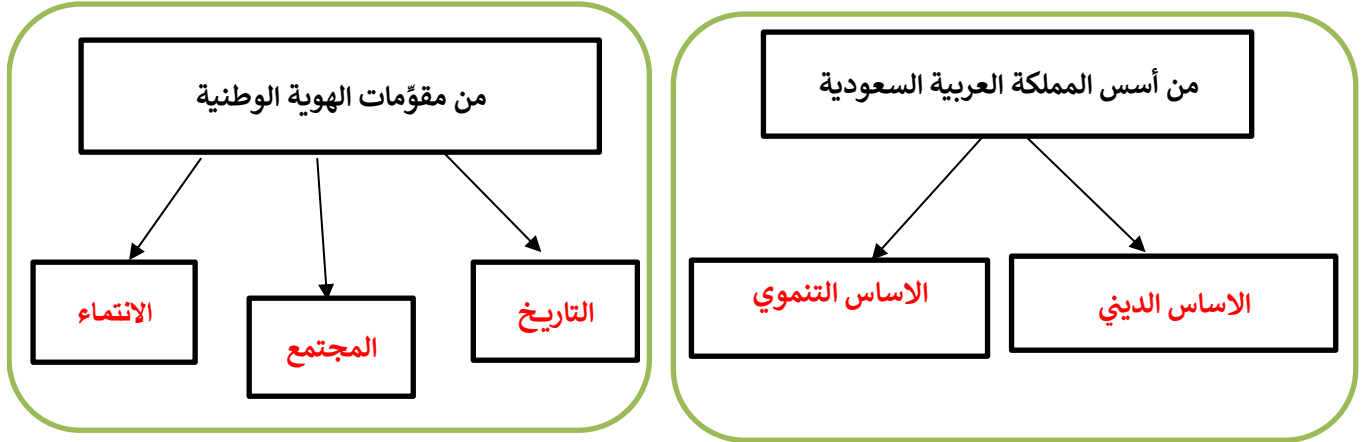 من أسس المملكة العربية السعودية
الاساس الديني
الاساس التنموي
من مقوِّمات الهوية الوطنية
التاريخ
المجتمع
الانتماء